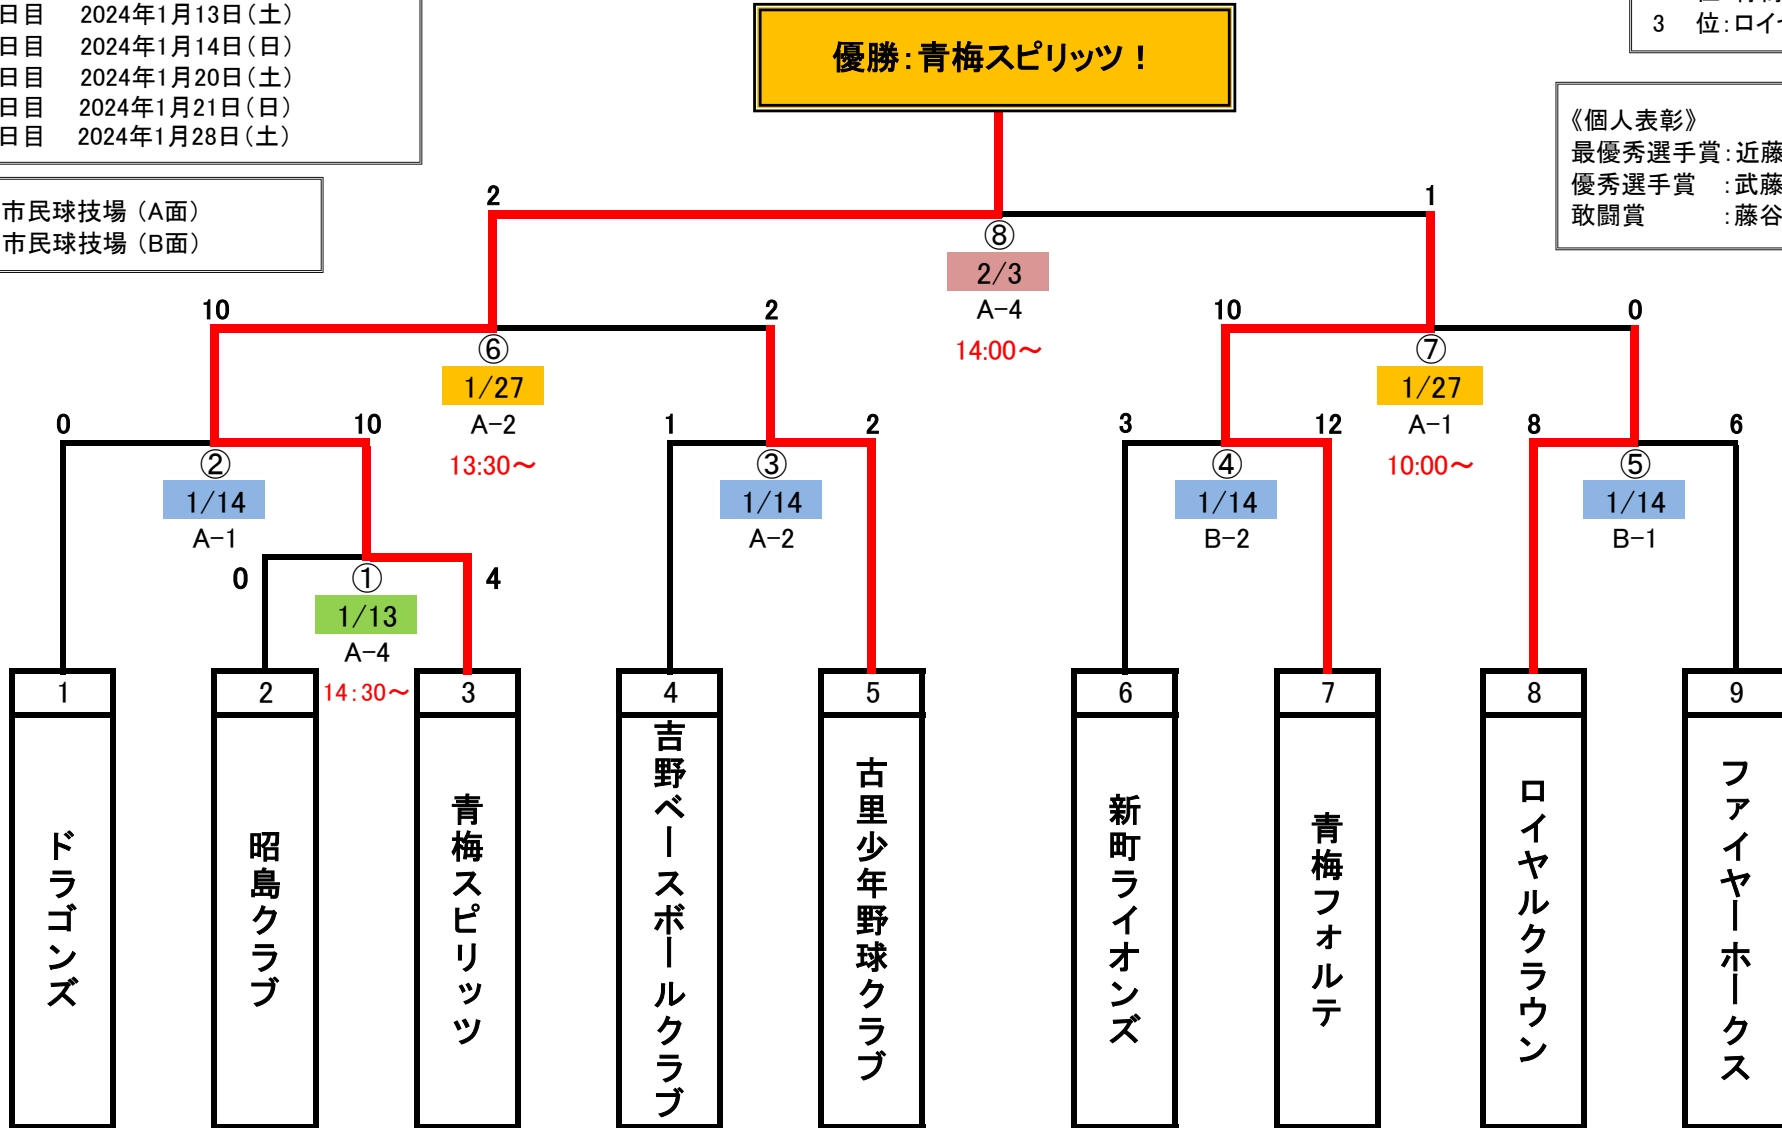 日目 2024年1月13日（土）
日目 2024年1月14日（日）
日目 2024年1月20日（土）
日目 2024年1月21日（日）
日目 2024年1月28日（土）
市民球技場（A面）
市民球技場（B面）
優勝：青梅スピリッツ！
3 位：ロイ
《個人表彰》
最優秀選手賞：近藤
優秀選手賞 ：武藤
敢闘賞 ：藤谷
2
1
⑧
2/3
A-4
14:00～
10
2
⑥
1/27
A-2
13:30～
10
0
⑦
1/27
A-1
10:00～
0
10
②
1/14
A-1
1
2
③
1/14
A-2
3
12
④
1/14
B-2
8
6
⑤
1/14
B-1
0
4
①
1/13
A-4
14：30～
1
2
3
4
5
6
7
8
9
ドラゴンズ
昭島クラブ
青梅スピリッツ
吉野ベースボールクラブ
古里少年野球クラブ
新町ライオンズ
青梅フォルテ
ロイヤルクラウン
ファイヤーホークス